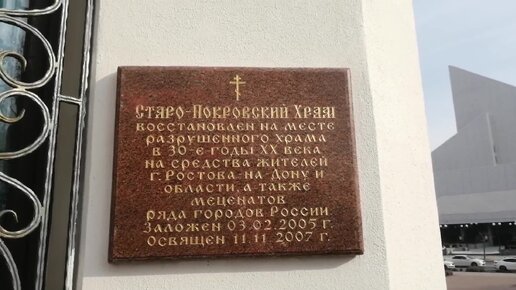 Старо-Покровский Храм
восстановлен на месте
разрушенного храма
в 30-е годы XX века
на средства жителей
г. Ростова-на-Дону и
области, а также
меценатов
ряда городов России.
Заложен 03.02.2005 г.
Освящен 11.11.2007 г.